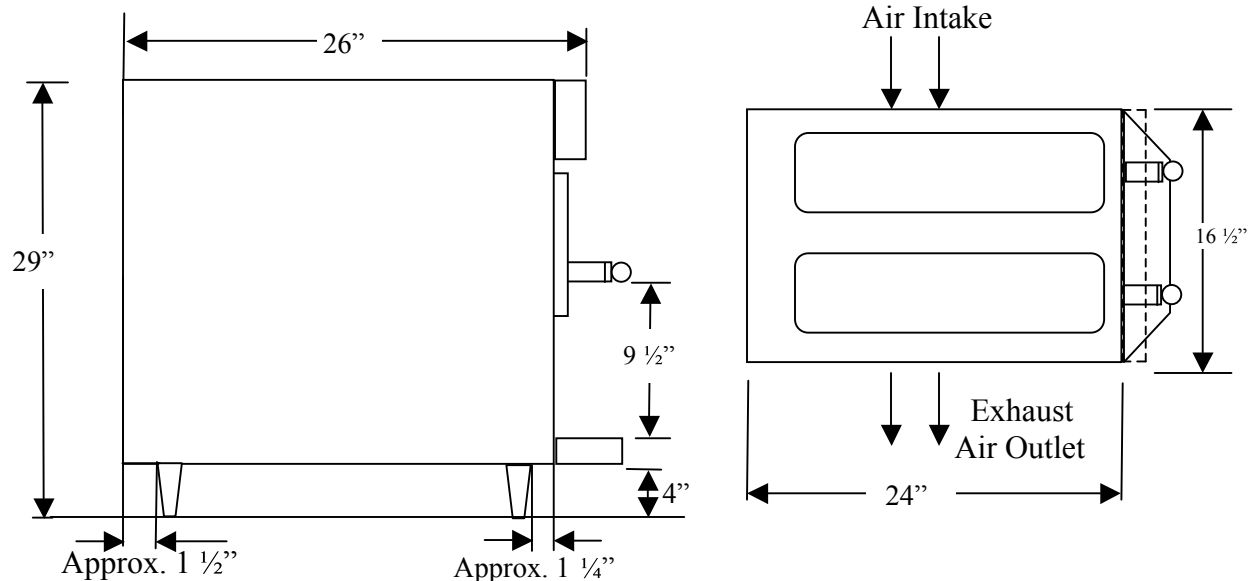 26”
29”
9 ½”
4”
Approx. 1 ½”
Approx. 1 ¼”
Air Intake
16 ½”
Exhaust
Air Outlet
24”